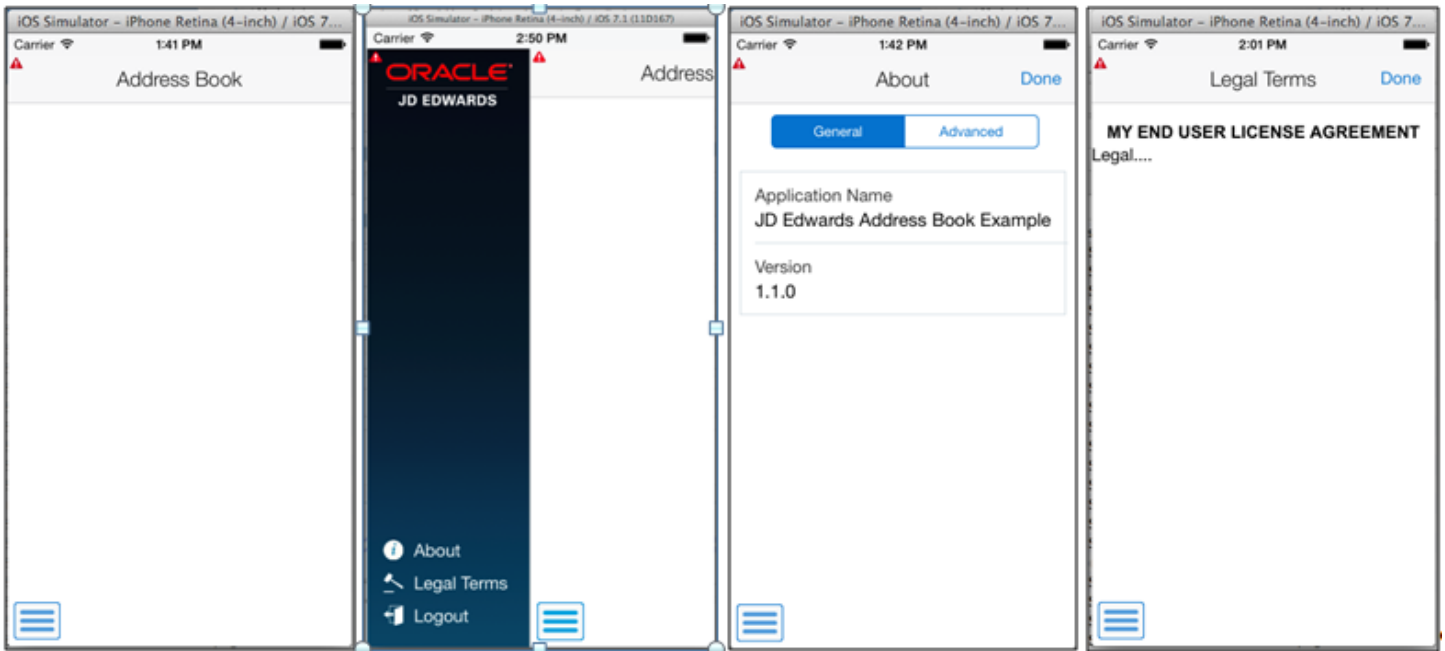 iOS Simulator – iPhone Retina (4-inch) / iOS 7...
Carrier 1:41 PM
Address Book
iOS Simulator – iPhone Retina (4-inch) / iOS 7.1 (11D167)
Carrier 2:50 PM
ORACLE
JD EDWARDS
Address
About
Legal Terms
Logout
iOS Simulator – iPhone Retina (4-inch) / iOS 7...
Carrier 1:42 PM
About Done
General Advanced
Application Name
JD Edwards Address Book Example
Version
1.1.0
iOS Simulator – iPhone Retina (4-inch) / iOS 7...
Carrier 2:01 PM
Legal Terms Done
MY END USER LICENSE AGREEMENT
Legal....